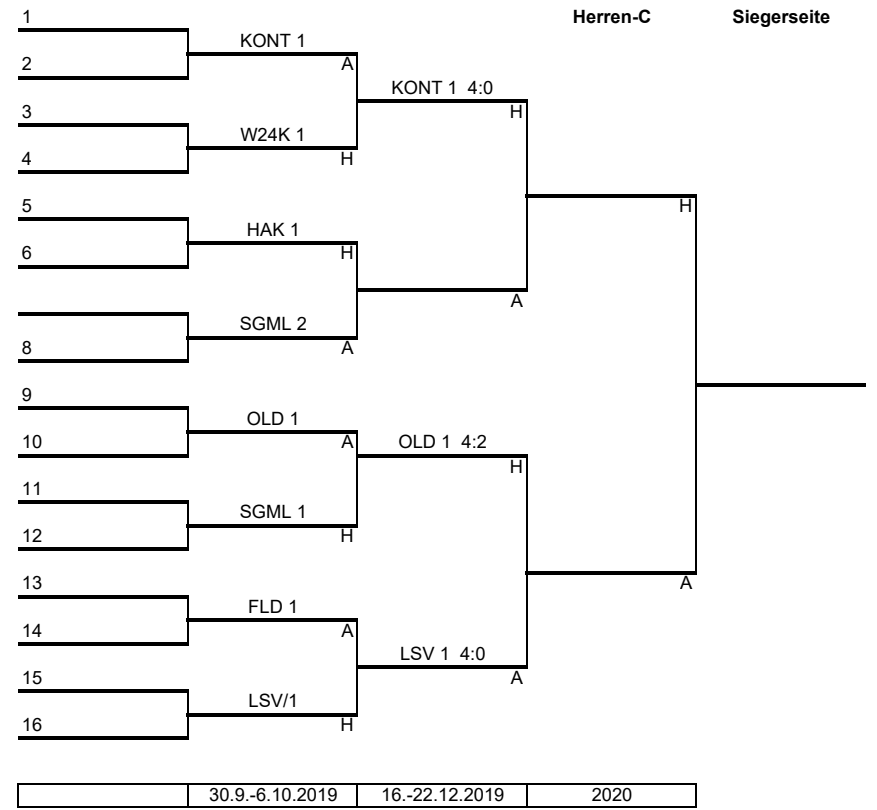 1 Herren-C Siegerseite
KONT 1
2 A
KONT 1 4:0
3 H
W24K 1
4 H
5 H
HAK 1
6 H
A
SGML 2
8 A
9
OLD 1
10 A OLD 1 4:2
H
11
SGML 1
12 H
13 A
FLD 1
14 A
LSV 1 4:0
15 A
LSV/1
16 H
30.9.-6.10.2019 16.-22.12.2019 2020